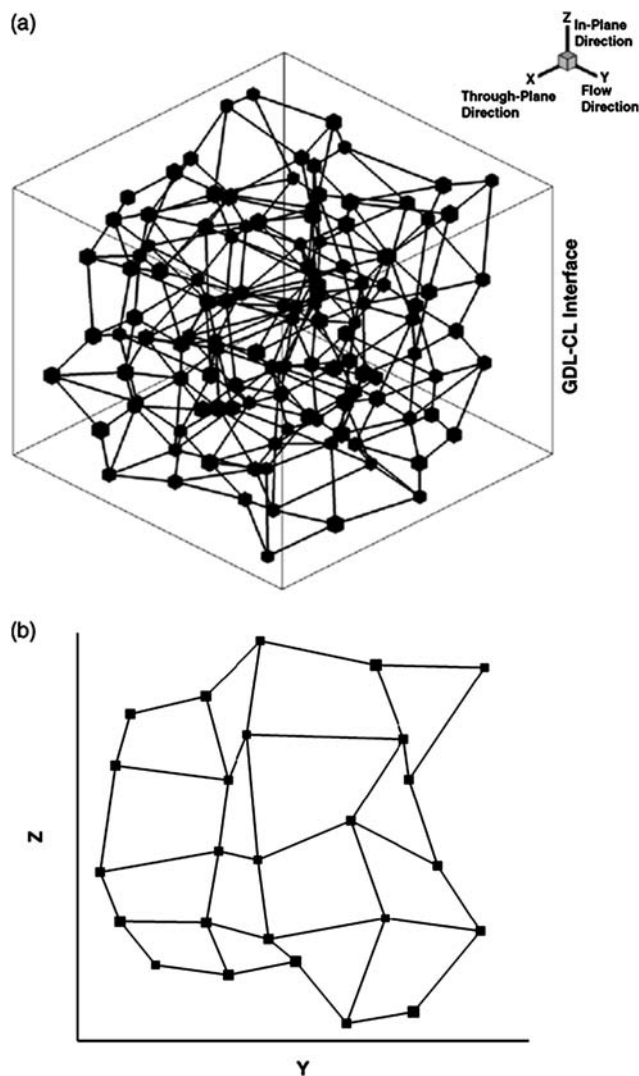 (a)
Z In-Plane
Direction
X Y
Through-Plane Flow
Direction Direction
GDL-CL Interface
(b)
Z
Y